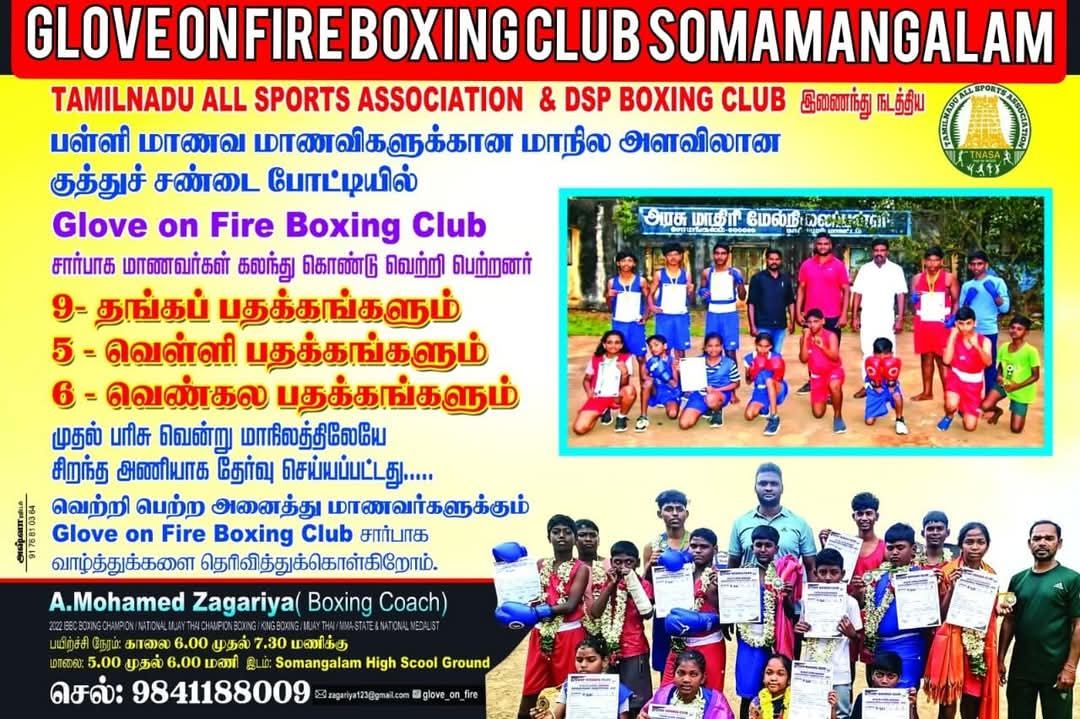 GLOVE ON FIRE BOXING CLUB SOMAMANGALAM
TAMILNADU ALL SPORTS ASSOCIATION & DSP BOXING CLUB இணைந்து நடத்திய
TAMILNADU ALL SPORTS ASSOCIATION
TNASA
பள்ளி மாணவ மாணவிகளுக்கான மாநில அளவிலான
குத்துச் சண்டை போட்டியில்
Glove on Fire Boxing Club
சார்பாக மாணவர்கள் கலந்து கொண்டு வெற்றி பெற்றனர்
9- தங்கப் பதக்கங்களும்
5 - வெள்ளி பதக்கங்களும்
6 - வெண்கல பதக்கங்களும்
முதல் பரிசு வென்று மாநிலத்திலேயே
சிறந்த அணியாக தேர்வு செய்யப்பட்டது.....
வெற்றி பெற்ற அனைத்து மாணவர்களுக்கும்
Glove on Fire Boxing Club சார்பாக
வாழ்த்துக்களை தெரிவித்துக்கொள்கிறோம்.
அரசு மாதிரி மேல்நிலைப்பள்ளி
91 76 81 03 64
A.Mohamed Zagariya( Boxing Coach)
2022 IBBC BOXING CHAMPION / NATIONAL MUAY THAI CHAMPION BOXING / KING BOXING / MUAY THAI / MMA-STATE & NATIONAL MEDALIST
பயிற்ச்சி நேரம்: காலை 6.00 முதல் 7.30 மணிக்கு
மாலை: 5.00 முதல் 6.00 மணி இடம்: Somangalam High Scool Ground
செல்: 9841188009 zagariya123@gmail.com glove_on_fire